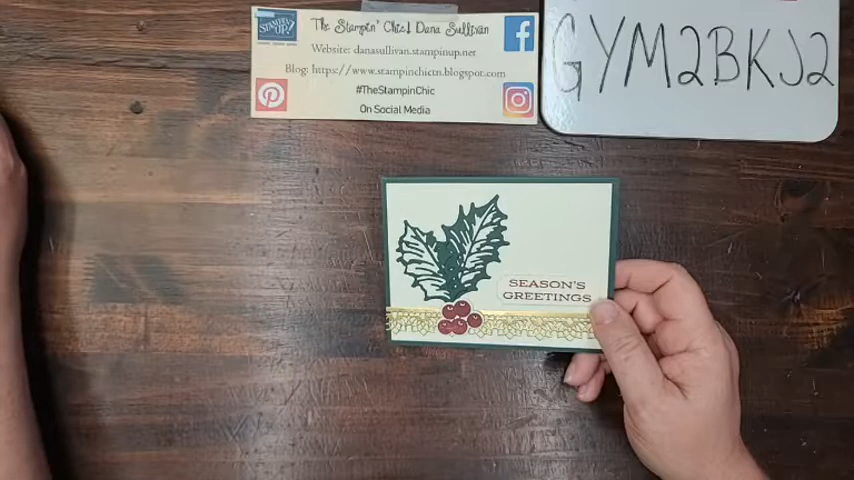 STAMPIN' UP!
The Stampin' Chic | Dana Sullivan
Website: danasullivan.stampinup.net
Blog: https://www.stampinchictn.blogspot.com
#TheStampinChic
On Social Media
GYM2BKJ2
SEASON'S
GREETINGS